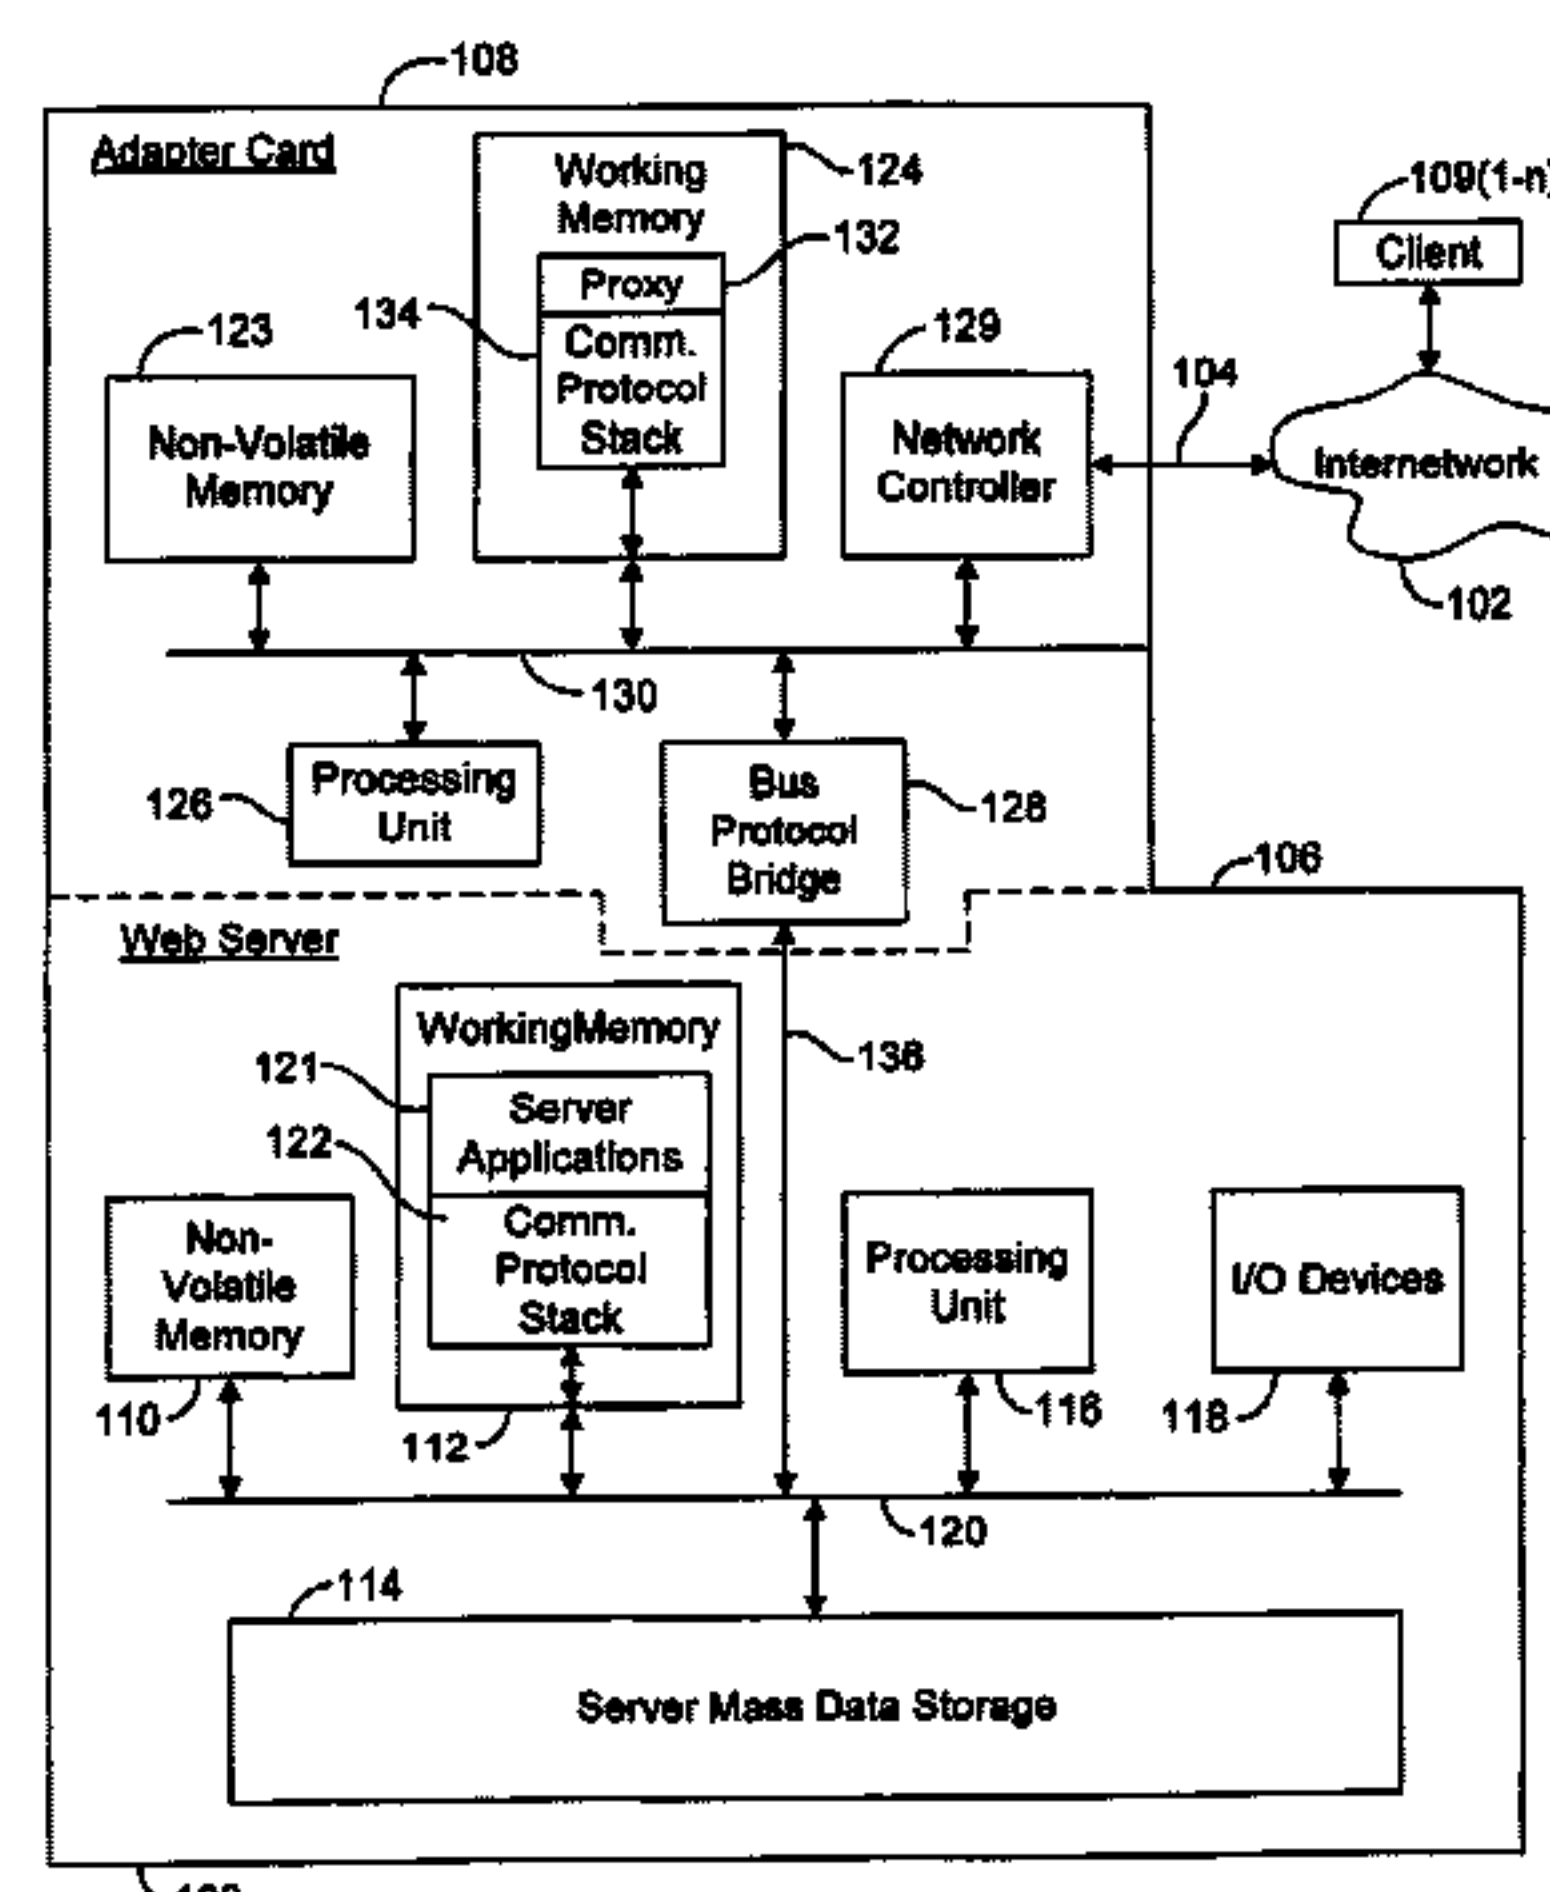 108
Adapter Card
Working
Memory
124
132
Proxy
134
Comm.
Protocol
Stack
123
Non-Volatile
Memory
129
Network
Controller
104
109(1-n)
Client
Internetwork
102
130
Processing
Unit
126
Bus
Protocol
Bridge
128
106
Web Server
WorkingMemory
136
121
Server
Applications
122
Comm.
Protocol
Stack
Non-
Volatile
Memory
110
112
Processing
Unit
116
I/O Devices
118
120
114
Server Mass Data Storage